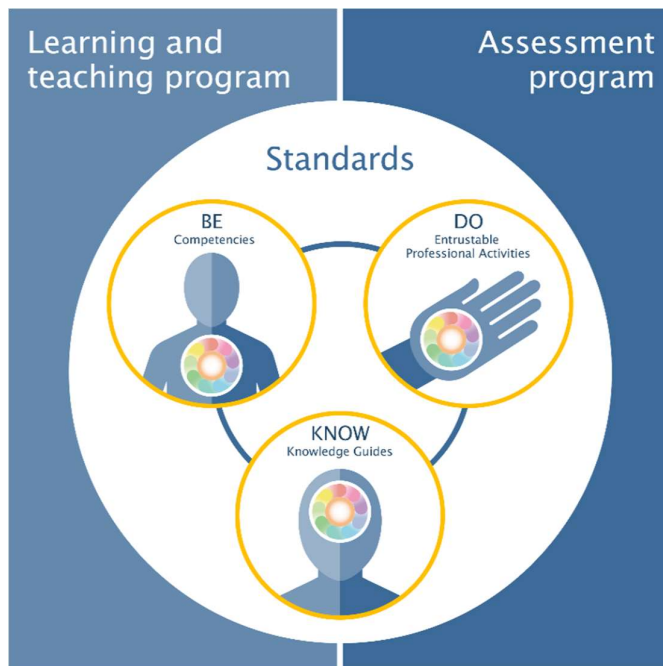 Learning and
teaching program
Assessment
program
Standards
BE
Competencies
DO
Entrustable
Professional Activities
KNOW
Knowledge Guides